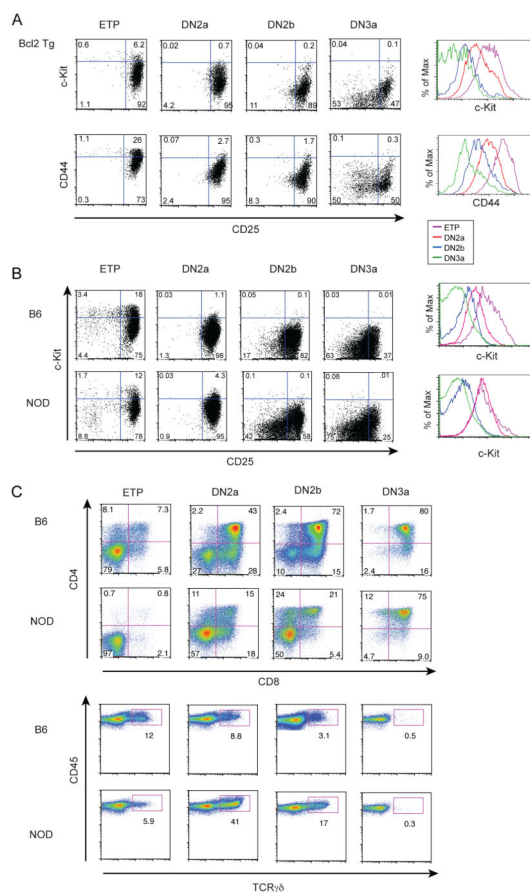 A
ETP DN2a DN2b DN3a
Bcl2 Tg
0.6 6.2 0.02 0.7 0.04 0.2 0.04 0.1
c-Kit
% of Max
1.1 92 4.2 95 11 89 53 47
c-Kit
1.1 26 0.07 2.7 0.3 1.7 0.1 0.3
CD44
% of Max
0.3 73 2.4 95 8.3 90 50 50
CD44
CD25
ETP
DN2a
DN2b
DN3a
B
ETP DN2a DN2b DN3a
3.4 18 0.03 1.1 0.05 0.1 0.03 0.01
B6
c-Kit
% of Max
4.4 75 1.3 98 17 82 63 37
c-Kit
1.7 12 0.03 4.3 0.1 0.1 0.08 .01
NOD
% of Max
8.8 78 0.9 95 42 58 75 25
CD25
c-Kit
C
ETP DN2a DN2b DN3a
8.1 7.3 2.2 43 2.4 72 1.7 80
B6
79 5.8 27 28 10 15 2.4 16
CD4
0.7 0.8 11 15 24 21 12 75
NOD
97 2.1 57 18 50 5.4 4.7 9.0
CD8
B6
12 8.8 3.1 0.5
CD45
5.9 41 17 0.3
NOD
TCRγδ